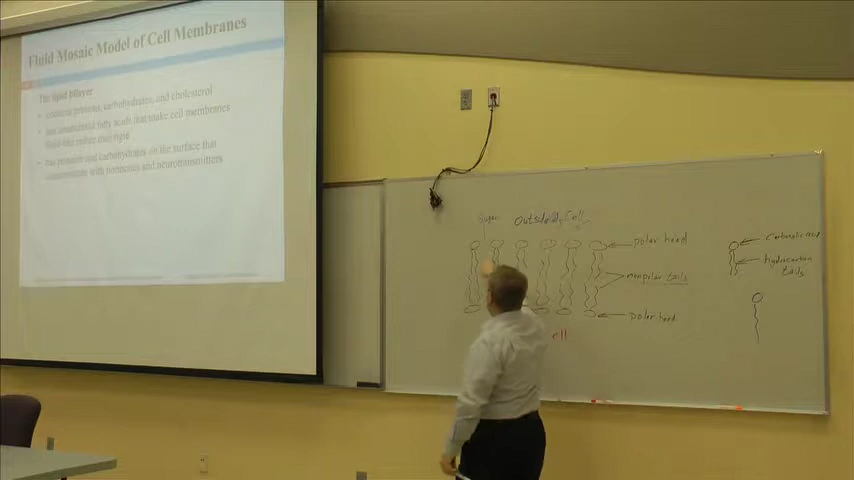 Fluid Mosaic Model of Cell Membranes
The lipid bilayer
• contains proteins, carbohydrates, and cholesterol
• has unsaturated fatty acids that make cell membranes
fluid-like rather than rigid
• has proteins and carbohydrates on the surface that
communicate with hormones and neurotransmitters
Outside Cell
polar head
nonpolar tails
polar head
ell
hydrocarbon
tails